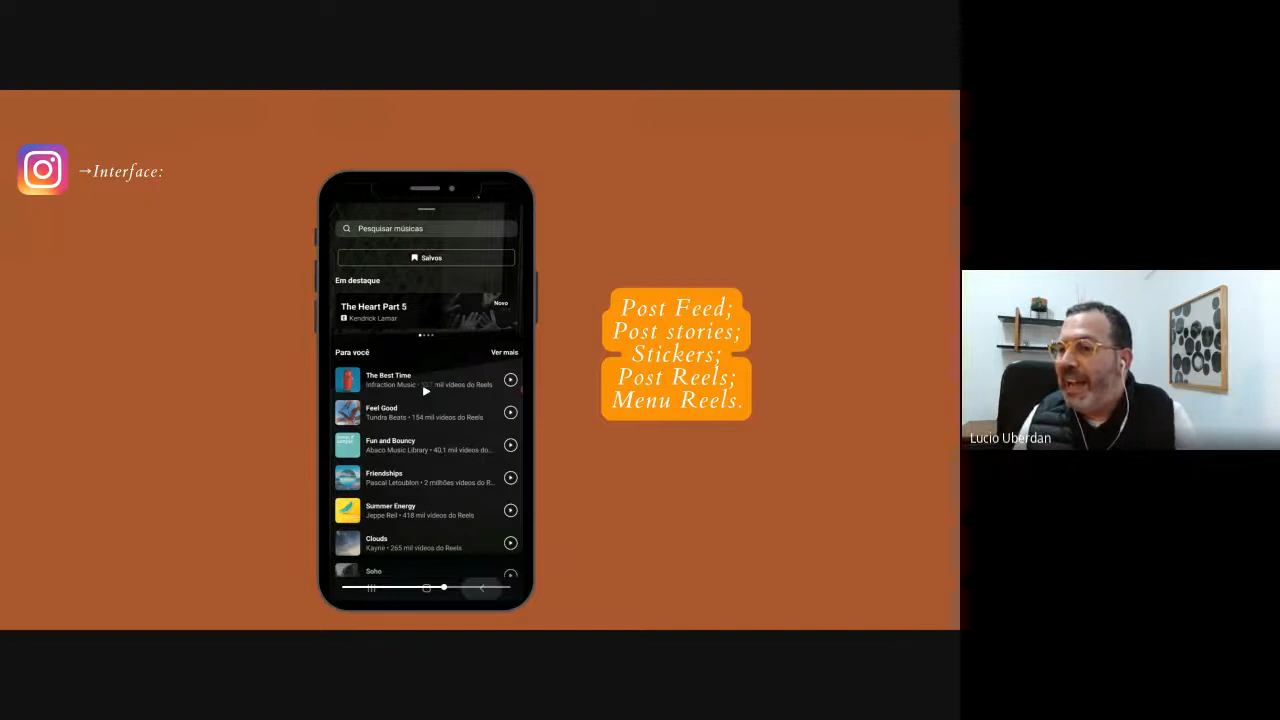 →Interface:
Pesquisar músicas
Salvos
Em destaque
The Heart Part 5
Novo
E Kendrick Lamar
Para você
Ver mais
The Best Time
Infraction Music • mil vídeos do Reels
Feel Good
Tundra Beats • 154 mil vídeos do Reels
Fun and Bouncy
Abaco Music Library • 40,1 mil vídeos do...
Friendships
Pascal Letoublon • 2 milhões vídeos do R...
Summer Energy
Jeppe Reil • 418 mil vídeos do Reels
Clouds
Kayne • 265 mil vídeos do Reels
Soho
Post Feed;
Post stories;
Stickers;
Post Reels;
Menu Reels.
Lucio Uberdan